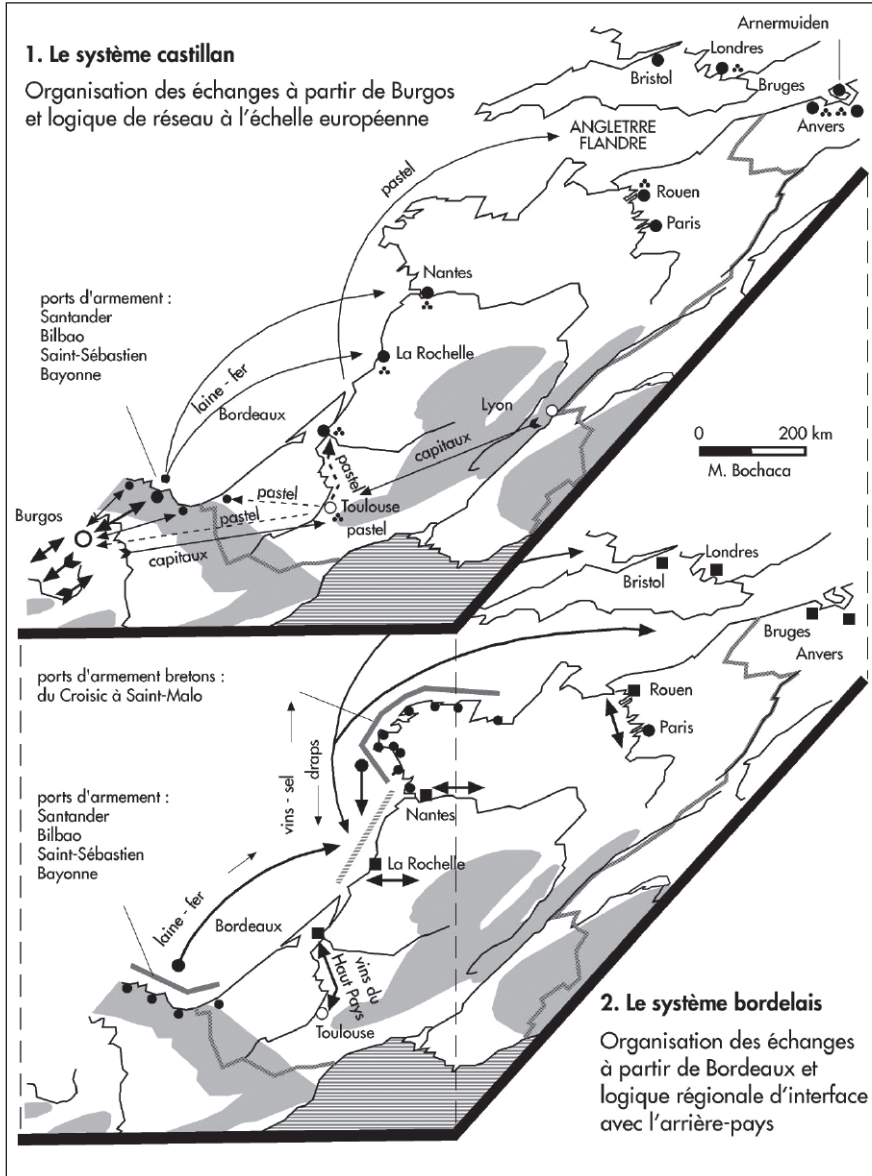 1. Le système castillan
Organisation des échanges à partir de Burgos
et logique de réseau à l'échelle européenne
Arnermuiden
Londres
Bristol
Bruges
Anvers
ANGLETRRE
FLANDRE
pastel
Rouen
Paris
Nantes
ports d'armement :
Santander
Bilbao
Saint-Sébastien
Bayonne
La Rochelle
laine - fer
Bordeaux
Lyon
capitaux
0 200 km
M. Bochaca
pastel
Toulouse
pastel
pastel
pastel
Burgos
capitaux
Londres
Bristol
Bruges
Anvers
ports d'armement bretons :
du Croisic à Saint-Malo
Rouen
Paris
vins - sel
draps
Nantes
ports d'armement :
Santander
Bilbao
Saint-Sébastien
Bayonne
La Rochelle
laine - fer
Bordeaux
vins du
Haut Pays
Toulouse
2. Le système bordelais
Organisation des échanges
à partir de Bordeaux et
logique régionale d'interface
avec l'arrière-pays